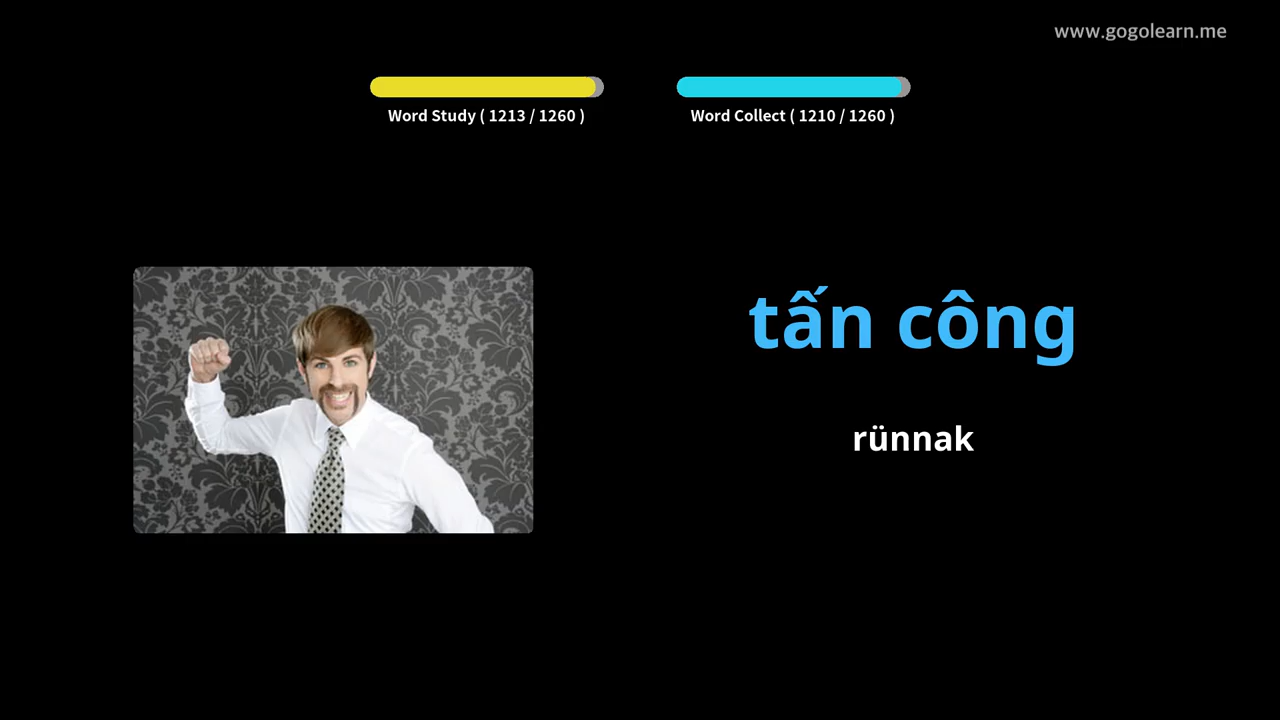 www.gogolearn.me
Word Study ( 1213 / 1260 )
Word Collect ( 1210 / 1260 )
tấn công
rünnak